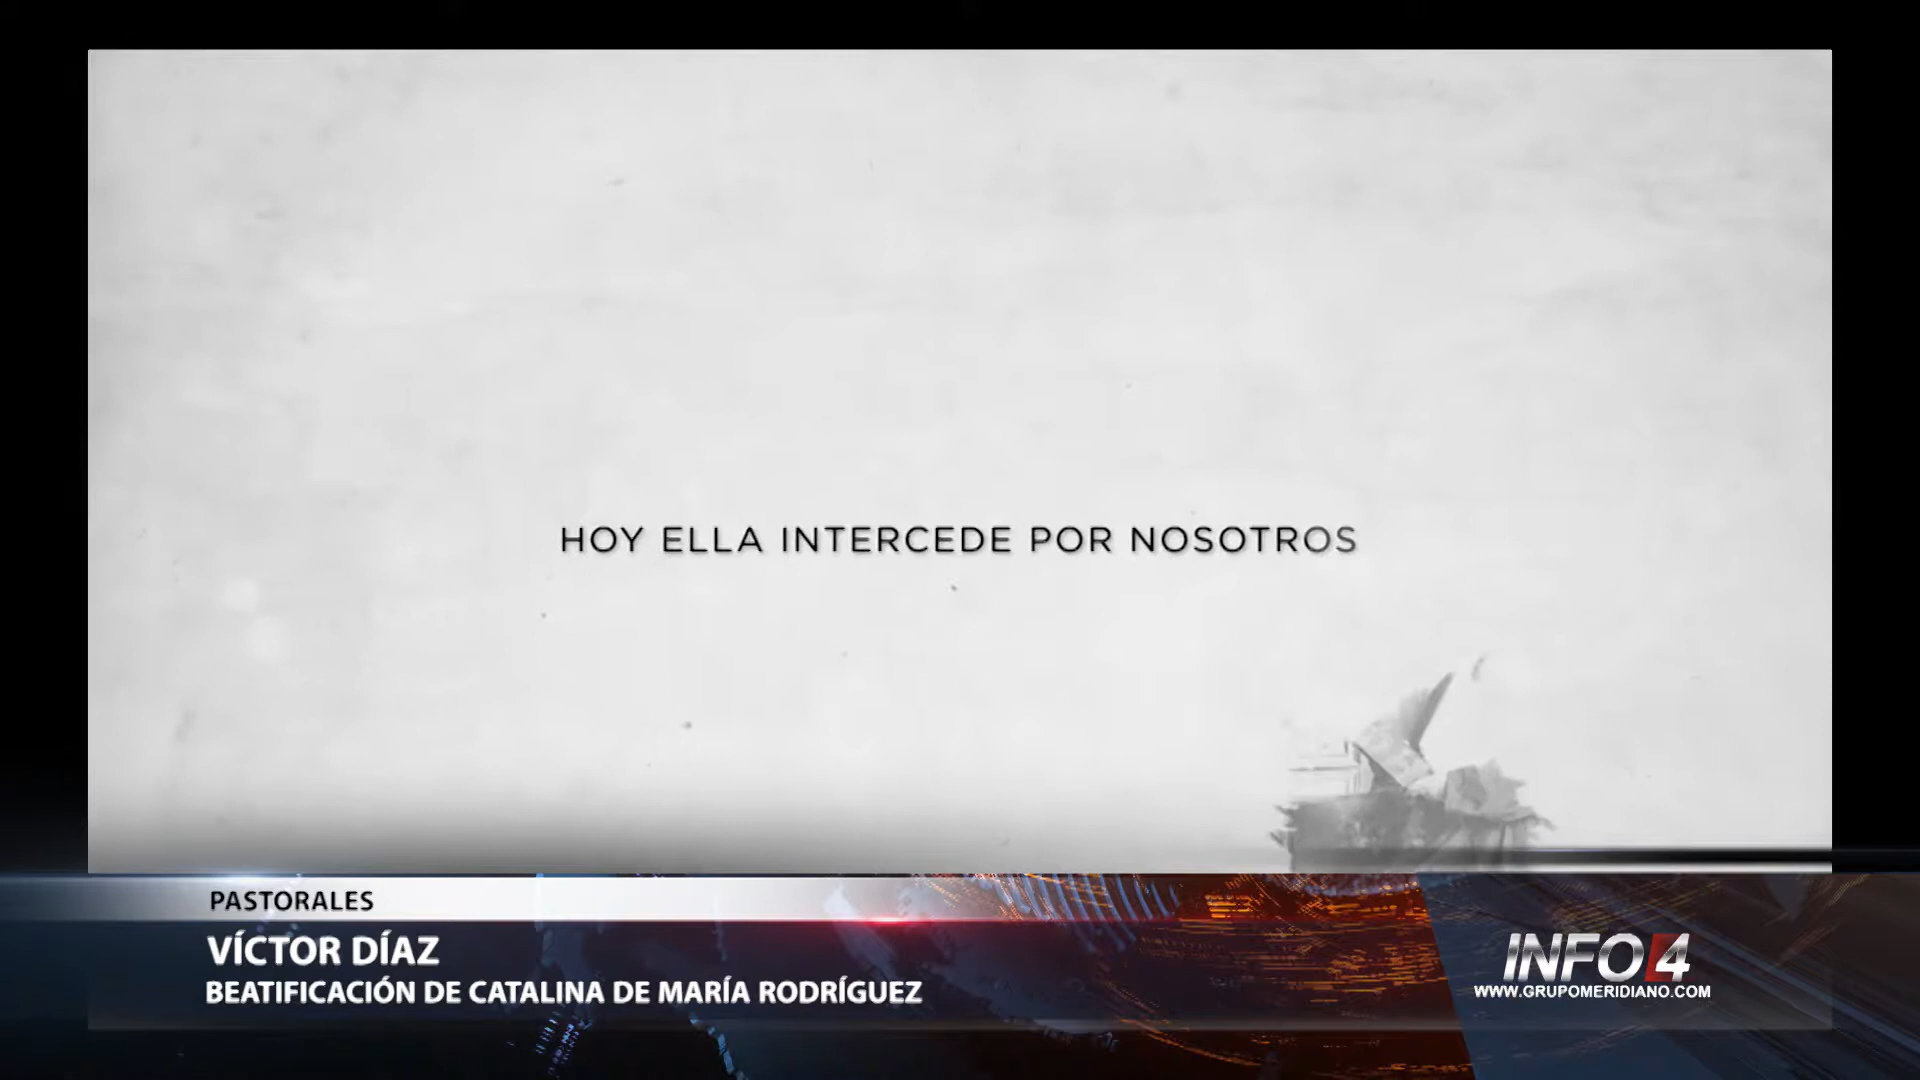 HOY ELLA INTERCEDE POR NOSOTROS
PASTORALES
VÍCTOR DÍAZ
BEATIFICACIÓN DE CATALINA DE MARÍA RODRÍGUEZ
INFO4
WWW.GRUPOMERIDIANO.COM